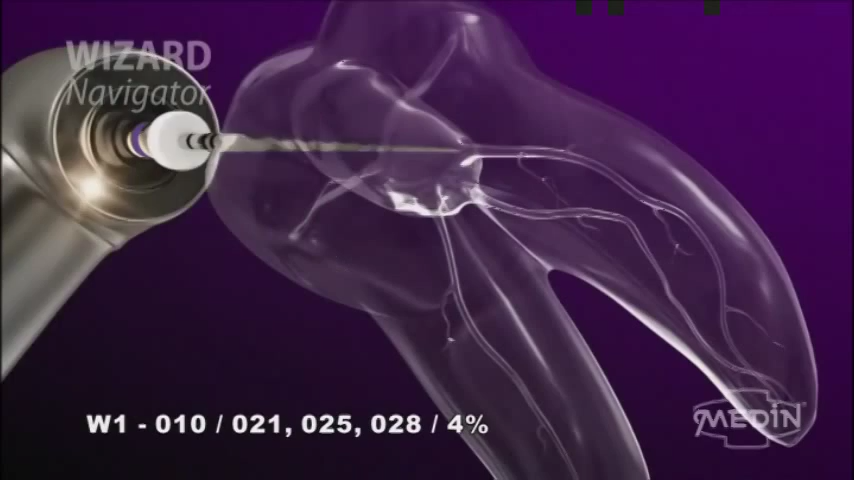 WIZARD
Navigator
W1 - 010 / 021, 025, 028 / 4%
MEDIN